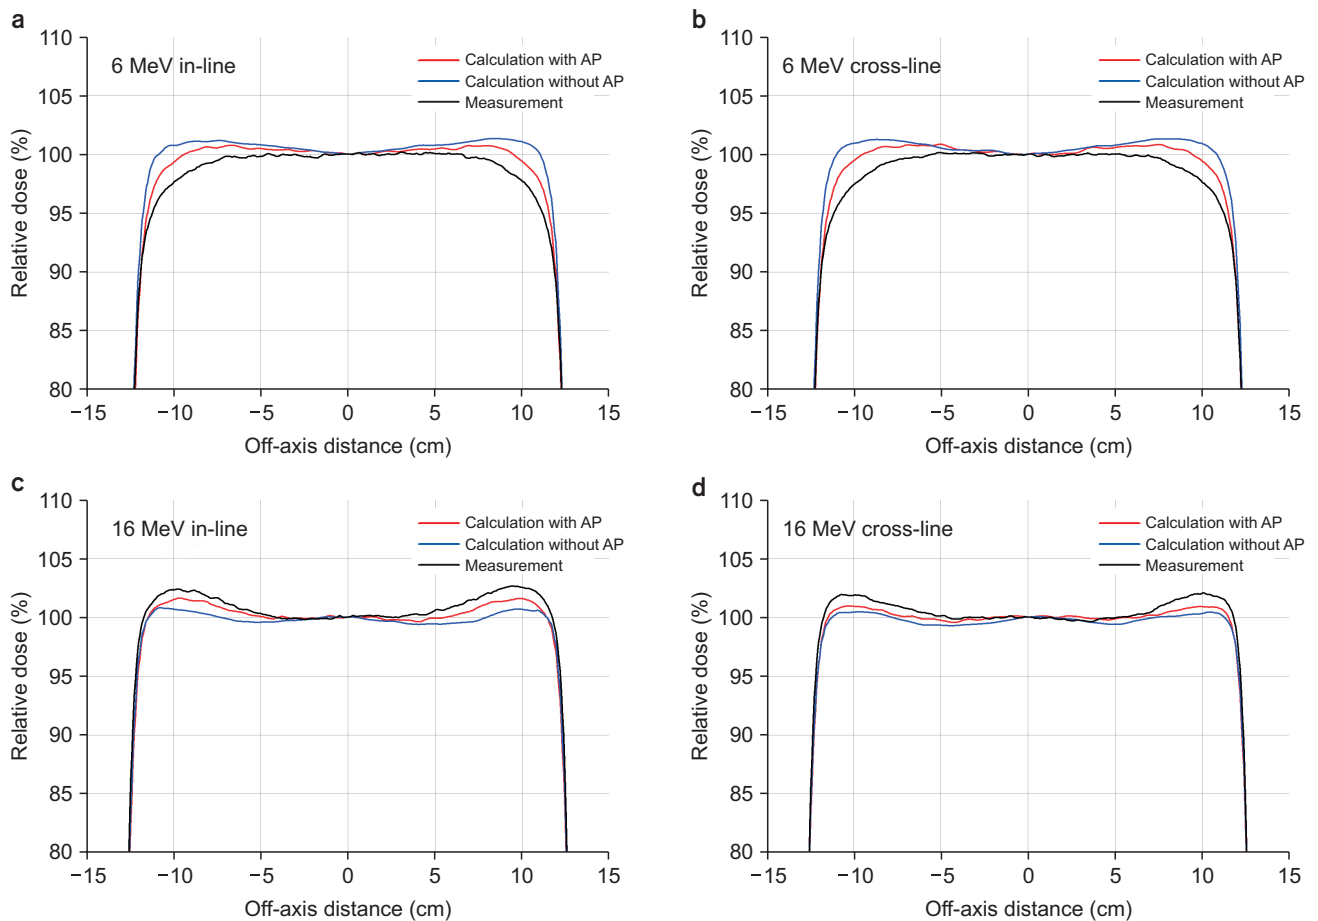 a
6 MeV in-line
Calculation with AP
Calculation without AP
Measurement
Relative dose (%)
110
105
100
95
90
85
80
−15
−10
−5
0
5
10
15
Off-axis distance (cm)
b
6 MeV cross-line
Calculation with AP
Calculation without AP
Measurement
Relative dose (%)
110
105
100
95
90
85
80
−15
−10
−5
0
5
10
15
Off-axis distance (cm)
c
16 MeV in-line
Calculation with AP
Calculation without AP
Measurement
Relative dose (%)
110
105
100
95
90
85
80
−15
−10
−5
0
5
10
15
Off-axis distance (cm)
d
16 MeV cross-line
Calculation with AP
Calculation without AP
Measurement
Relative dose (%)
110
105
100
95
90
85
80
−15
−10
−5
0
5
10
15
Off-axis distance (cm)